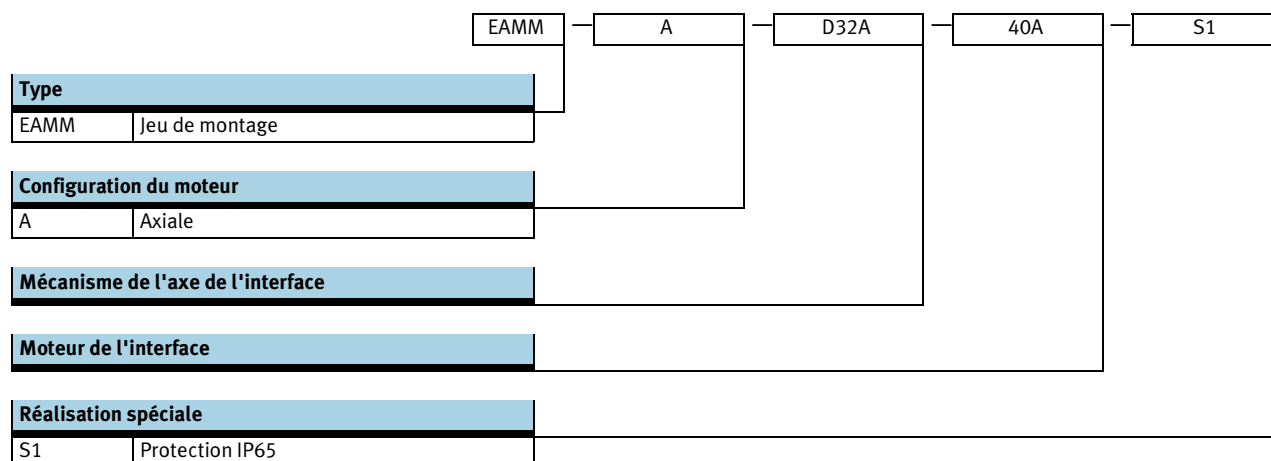 EAMM — A — D32A — 40A — S1
Type
EAMM Jeu de montage
Configuration du moteur
A Axiale
Mécanisme de l'axe de l'interface
Moteur de l'interface
Réalisation spéciale
S1 Protection IP65